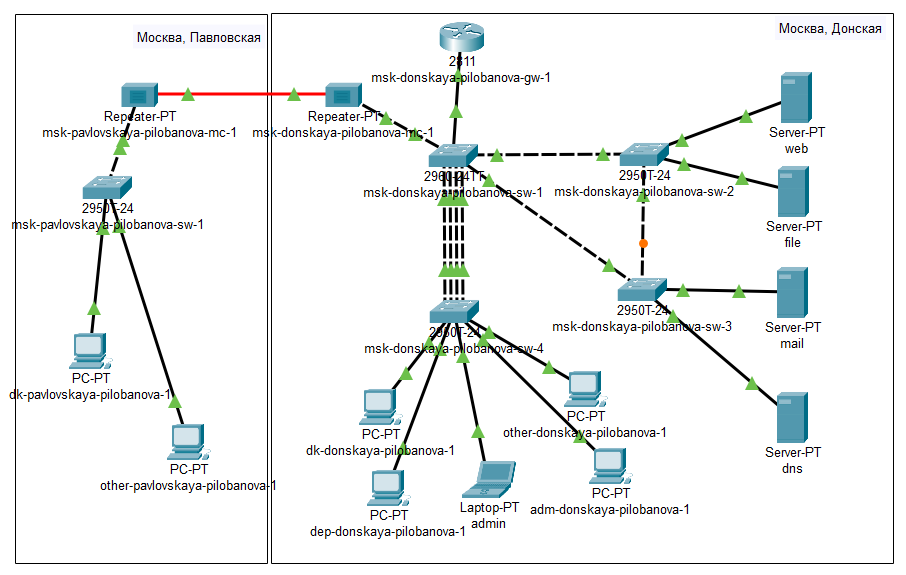 Москва, Павловская
Repeater-PT
msk-pavlovskaya-pilobanova-mc-1
2950T-24
msk-pavlovskaya-pilobanova-sw-1
PC-PT
dk-pavlovskaya-pilobanova-1
PC-PT
other-pavlovskaya-pilobanova-1
Москва, Донская
2811
msk-donskaya-pilobanova-gw-1
Repeater-PT
msk-donskaya-pilobanova-mc-1
2960-24TT
msk-donskaya-pilobanova-sw-1
2950T-24
msk-donskaya-pilobanova-sw-2
Server-PT
web
Server-PT
file
2950T-24
msk-donskaya-pilobanova-sw-3
Server-PT
mail
2950T-24
msk-donskaya-pilobanova-sw-4
PC-PT
dk-donskaya-pilobanova-1
PC-PT
other-donskaya-pilobanova-1
Server-PT
dns
PC-PT
dep-donskaya-pilobanova-1
Laptop-PT
admin
PC-PT
adm-donskaya-pilobanova-1